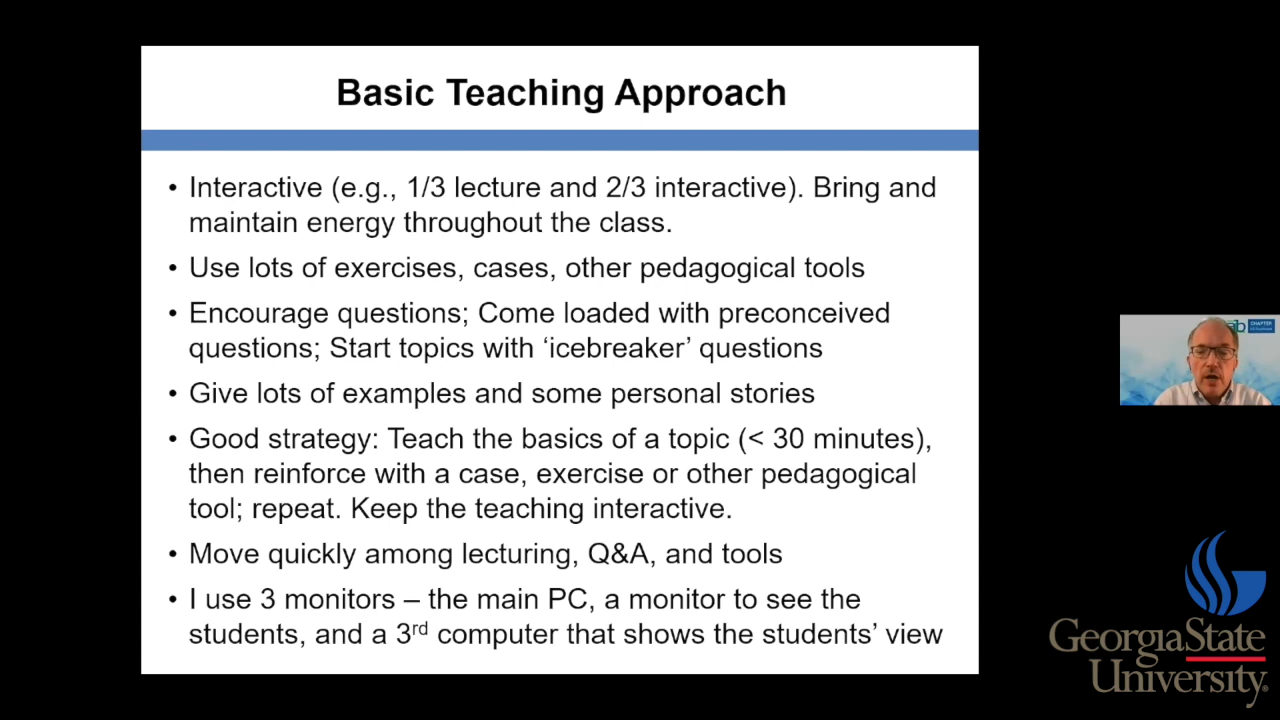 Basic Teaching Approach
• Interactive (e.g., 1/3 lecture and 2/3 interactive). Bring and
maintain energy throughout the class.
• Use lots of exercises, cases, other pedagogical tools
• Encourage questions; Come loaded with preconceived
questions; Start topics with ‘icebreaker’ questions
• Give lots of examples and some personal stories
• Good strategy: Teach the basics of a topic (< 30 minutes),
then reinforce with a case, exercise or other pedagogical
tool; repeat. Keep the teaching interactive.
• Move quickly among lecturing, Q&A, and tools
• I use 3 monitors – the main PC, a monitor to see the
students, and a 3rd computer that shows the students’ view
CHAPTER
GeorgiaState
University®